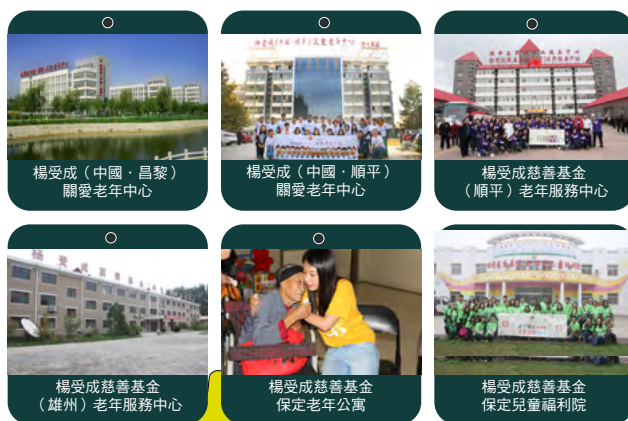 楊受成（中國・昌黎）
關愛老年中心
楊受成（中國・順平）
關愛老年中心
楊受成慈善基金
（順平）老年服務中心
楊受成慈善基金
（雄州）老年服務中心
楊受成慈善基金
保定老年公寓
楊受成慈善基金
保定兒童福利院